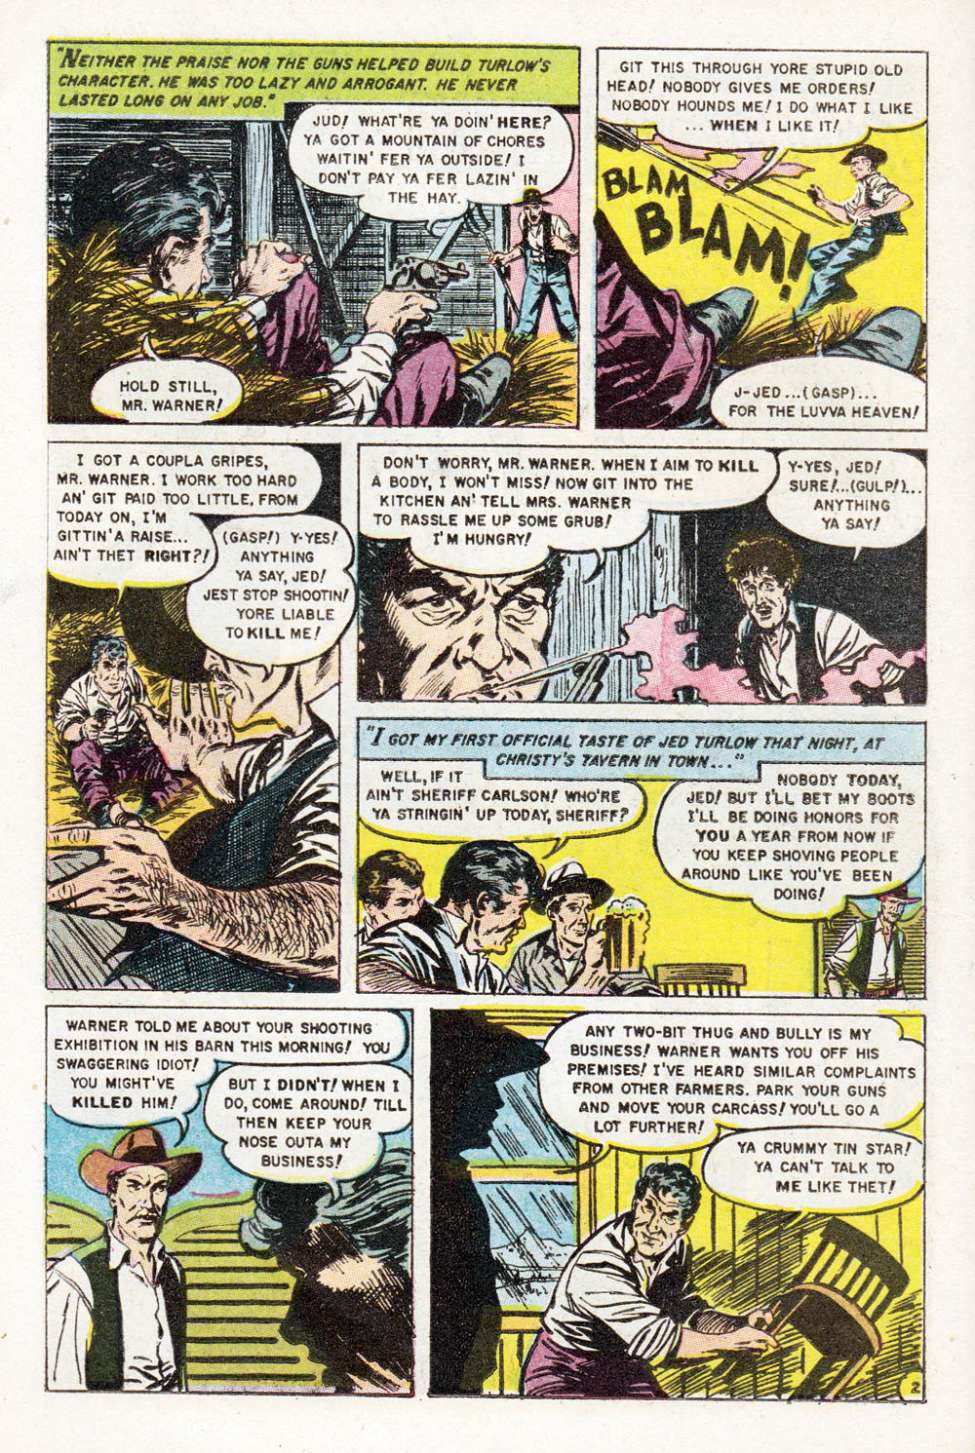 "NEITHER THE PRAISE NOR THE GUNS HELPED BUILD TURLOW'S
CHARACTER. HE WAS TOO LAZY AND ARROGANT. HE NEVER
LASTED LONG ON ANY JOB."
JUD! WHAT'RE YA DOIN' HERE?
YA GOT A MOUNTAIN OF CHORES
WAITIN' FER YA OUTSIDE! I
DON'T PAY YA FER LAZIN' IN
THE HAY.
HOLD STILL,
MR. WARNER!
GIT THIS THROUGH YORE STUPID OLD
HEAD! NOBODY GIVES ME ORDERS!
NOBODY HOUNDS ME! I DO WHAT I LIKE
...WHEN I LIKE IT!
BLAM
BLAM!
J-JED...(GASP)...
FOR THE LUVVA HEAVEN!
I GOT A COUPLA GRIPES,
MR. WARNER. I WORK TOO HARD
AN' GIT PAID TOO LITTLE. FROM
TODAY ON, I'M
GITTIN' A RAISE...
AIN'T THET RIGHT?!
(GASP!) Y-YES!
ANYTHING
YA SAY, JED!
JEST STOP SHOOTIN!
YORE LIABLE
TO KILL ME!
DON'T WORRY, MR. WARNER. WHEN I AIM TO KILL
A BODY, I WON'T MISS! NOW GIT INTO THE
KITCHEN AN' TELL MRS. WARNER
TO RASSLE ME UP SOME GRUB!
I'M HUNGRY!
Y-YES, JED!
SURE!...(GULP!)...
ANYTHING
YA SAY!
"I GOT MY FIRST OFFICIAL TASTE OF JED TURLOW THAT NIGHT, AT
CHRISTY'S TAVERN IN TOWN..."
WELL, IF IT
AIN'T SHERIFF CARLSON! WHO'RE
YA STRINGIN' UP TODAY, SHERIFF?
NOBODY TODAY,
JED! BUT I'LL BET MY BOOTS
I'LL BE DOING HONORS FOR
YOU A YEAR FROM NOW IF
YOU KEEP SHOVING PEOPLE
AROUND LIKE YOU'VE BEEN
DOING!
WARNER TOLD ME ABOUT YOUR SHOOTING
EXHIBITION IN HIS BARN THIS MORNING! YOU
SWAGGERING IDIOT!
YOU MIGHT'VE
KILLED HIM!
BUT I DIDN'T! WHEN I
DO, COME AROUND! TILL
THEN KEEP YOUR
NOSE OUTA MY
BUSINESS!
ANY TWO-BIT THUG AND BULLY IS MY
BUSINESS! WARNER WANTS YOU OFF HIS
PREMISES! I'VE HEARD SIMILAR COMPLAINTS
FROM OTHER FARMERS. PARK YOUR GUNS
AND MOVE YOUR CARCASS! YOU'LL GO A
LOT FURTHER!
YA CRUMMY TIN STAR!
YA CAN'T TALK TO
ME LIKE THET!
2